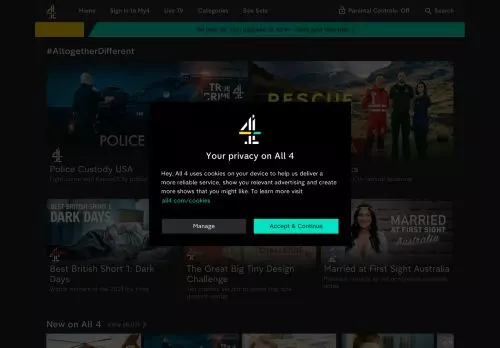 Home
Sign in to My4
Live TV
Categories
Box Sets
Parental Controls: Off
Search
#AltogetherDifferent
TRUE
CRIME
POLICE
RESCUE
Police Custody USA
Your privacy on All 4
Hey, All 4 uses cookies on your device to help us deliver
a more reliable service, show you relevant advertising and create
more shows that you might like. To learn more visit
all4.com/cookies
Manage
Accept & Continue
BEST BRITISH SHORT 1:
DARK
DAYS
MARRIED
AT FIRST SIGHT
Australia
Best British Short 1: Dark
Days
The Great Big Tiny Design
Challenge
Married at First Sight Australia
New on All 4